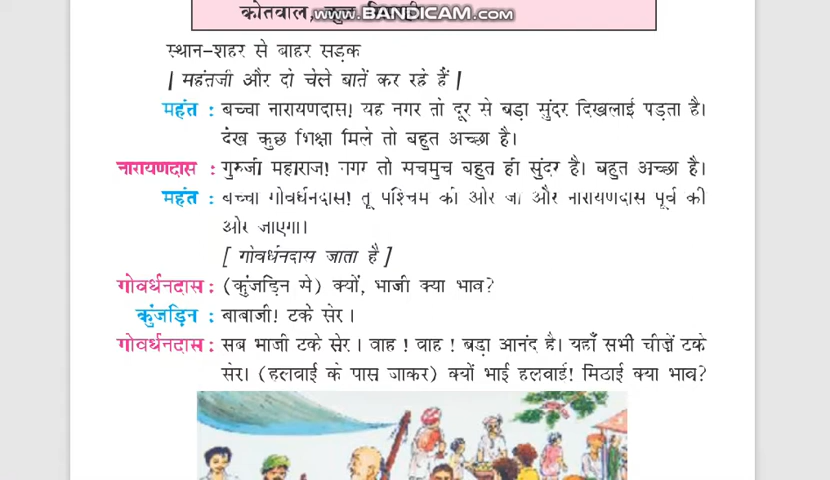 www.BANDICAM.com
कोतवाल,
स्थान–शहर से बाहर सड़क
[ महंतजी और दो चेले बातें कर रहे हैं ]
महंत : बच्चा नारायणदास! यह नगर तो दूर से बड़ा सुंदर दिखलाई पड़ता है।
देख कुछ भिक्षा मिले तो बहुत अच्छा है।
नारायणदास : गुरुजी महाराज! नगर तो सचमुच बहुत ही सुंदर है। बहुत अच्छा है।
महंत : बच्चा गोवर्धनदास! तू पश्चिम की ओर जा और नारायणदास पूर्व की
ओर जाएगा।
[ गोवर्धनदास जाता है ]
गोवर्धनदास : (कुंजड़िन से) क्यों, भाजी क्या भाव?
कुंजड़िन : बाबाजी! टके सेर।
गोवर्धनदास : सब भाजी टके सेर। वाह! वाह! बड़ा आनंद है। यहाँ सभी चीज़ें टके
सेर। (हलवाई के पास जाकर) क्यों भाई हलवाई! मिठाई क्या भाव?